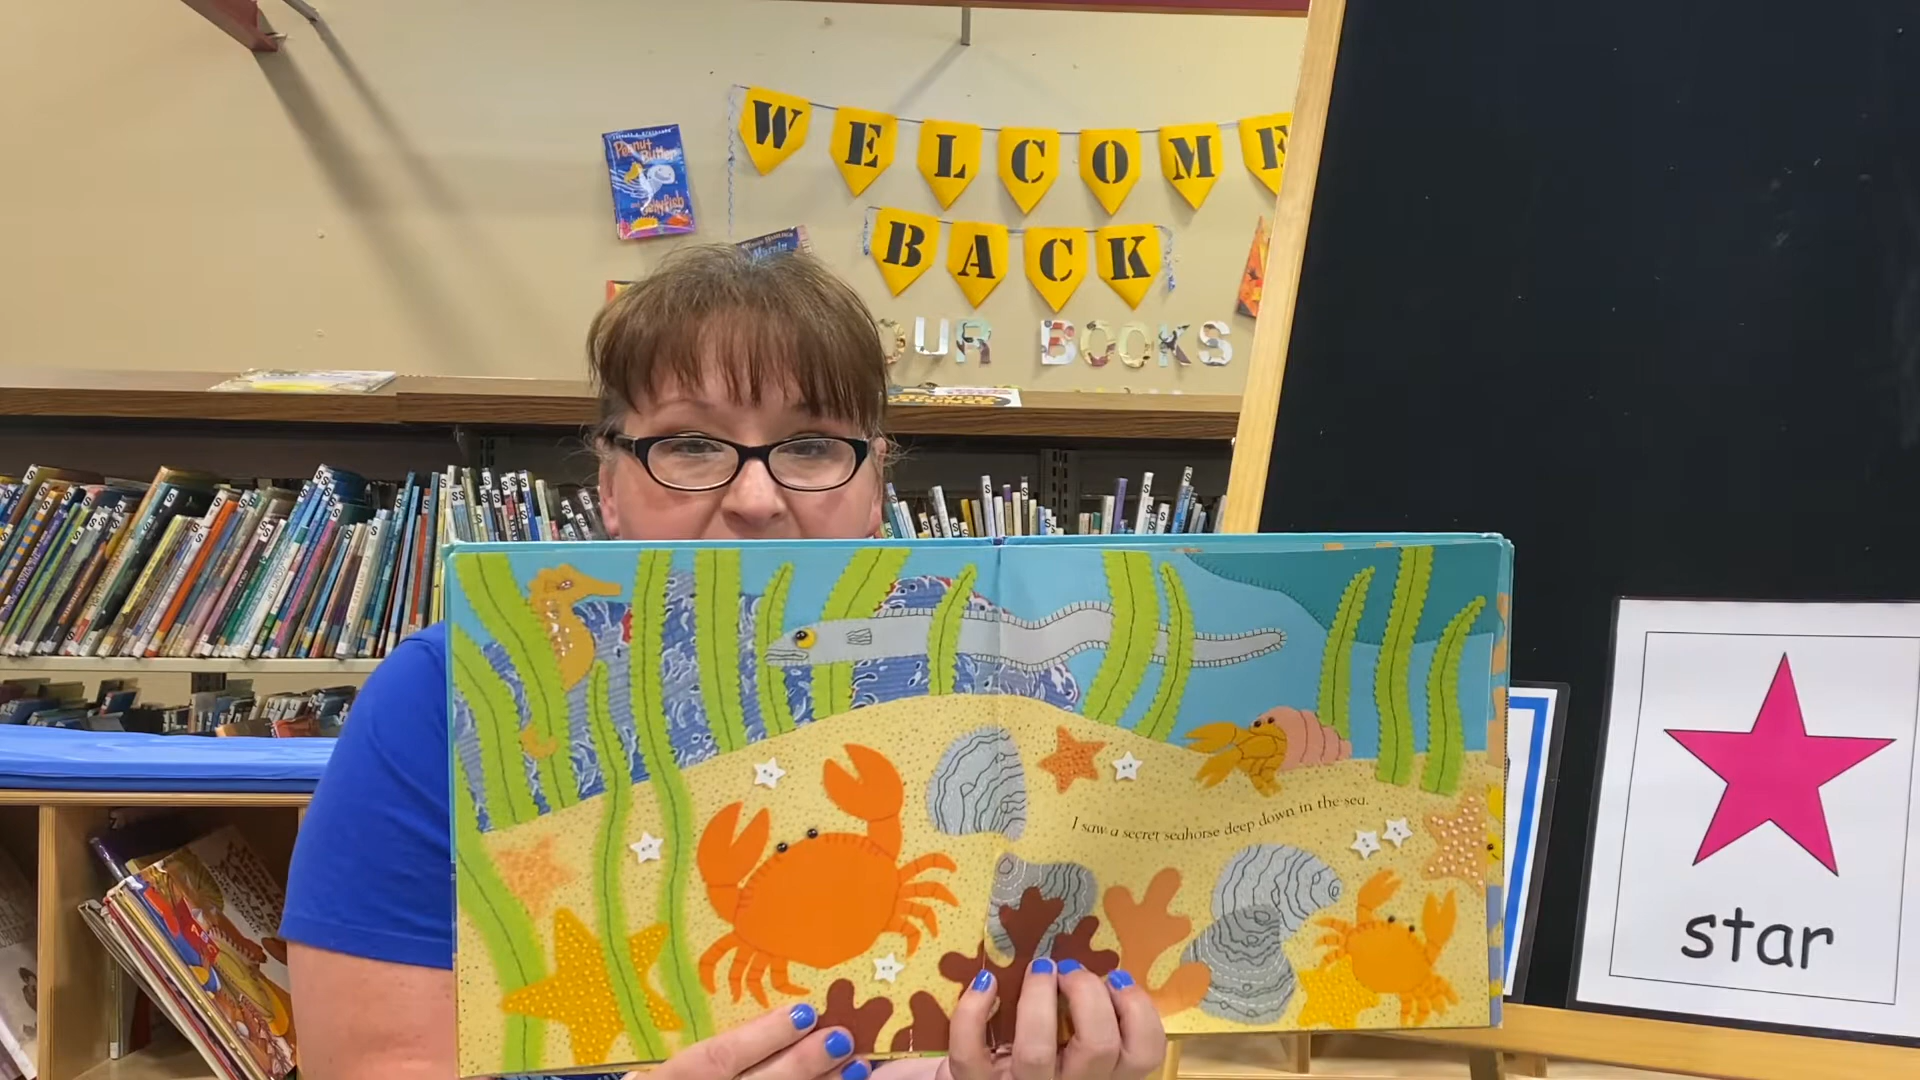 WELCOME
BACK
OUR BOOKS
Peanut
Butter
and Jellyfish
I saw a secret seahorse deep down in the sea.
star